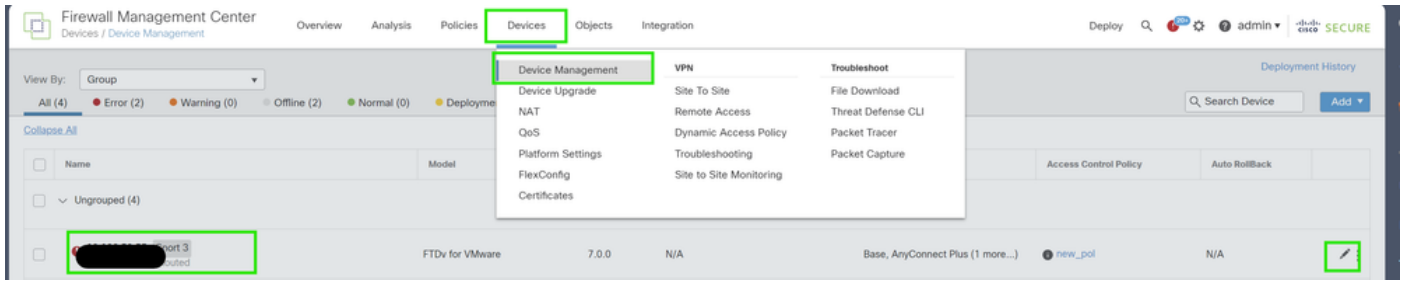 Firewall Management Center
Devices / Device Management
Overview Analysis Policies Devices Objects Integration
Deploy 20+ admin cisco SECURE
View By: Group
Deployment History
All (4) Error (2) Warning (0) Offline (2) Normal (0)
Search Device Add
Collapse All
Device Management
Device Upgrade
NAT
QoS
Platform Settings
FlexConfig
Certificates
VPN
Site To Site
Remote Access
Dynamic Access Policy
Troubleshooting
Site to Site Monitoring
Troubleshoot
File Download
Threat Defense CLI
Packet Tracer
Packet Capture
Name Model Access Control Policy Auto RollBack
Ungrouped (4)
3
FTDv for VMware 7.0.0 N/A Base, AnyConnect Plus (1 more...) new_pol N/A